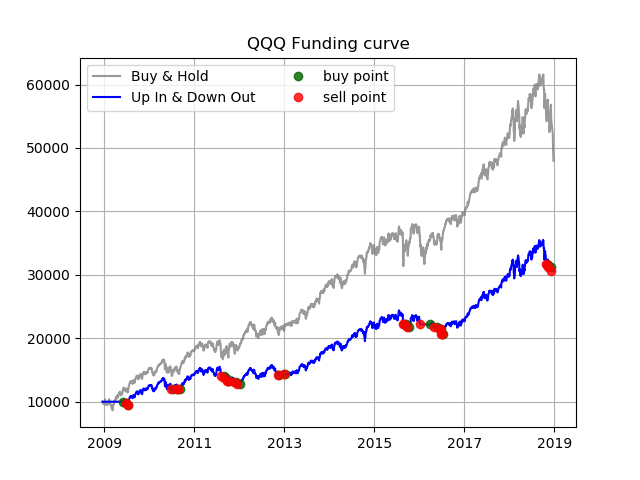 QQQ Funding curve
Buy & Hold
Up In & Down Out
buy point
sell point
60000
50000
40000
30000
20000
10000
2009 2011 2013 2015 2017 2019